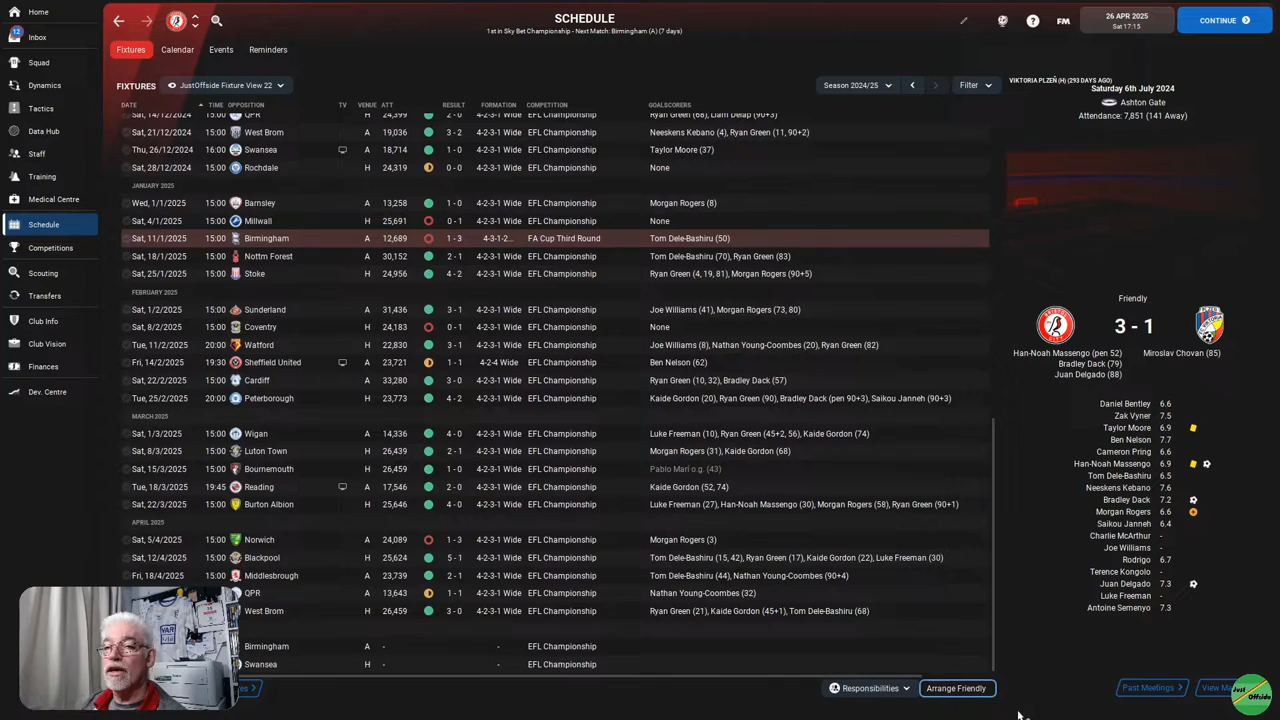 Home
SCHEDULE
1st in Sky Bet Championship - Next Match: Birmingham (A) (7 days)
FM
26 APR 2025
Sat 17:15
CONTINUE
12
Inbox
Squad
Dynamics
Tactics
Data Hub
Staff
Training
Medical Centre
Schedule
Competitions
Scouting
Transfers
Club Info
Club Vision
Finances
Dev. Centre
Fixtures Calendar Events Reminders
FIXTURES JustOffside Fixture View 22 Season 2024/25 Filter
DATE TIME OPPOSITION TV VENUE ATT RESULT FORMATION COMPETITION GOALSCORERS
Sat, 14/12/2024 15:00 QPR H 24,399 2 - 0 4-2-3-1 Wide EFL Championship Ryan Green (68), Liam Delap (90+3)
Sat, 21/12/2024 15:00 West Brom A 19,036 3 - 2 4-2-3-1 Wide EFL Championship Neeskens Kebano (4), Ryan Green (11, 90+2)
Thu, 26/12/2024 16:00 Swansea A 18,714 1 - 0 4-2-3-1 Wide EFL Championship Taylor Moore (37)
Sat, 28/12/2024 15:00 Rochdale H 24,319 0 - 0 4-2-3-1 Wide EFL Championship None
JANUARY 2025
Wed, 1/1/2025 15:00 Barnsley A 13,258 1 - 0 4-2-3-1 Wide EFL Championship Morgan Rogers (8)
Sat, 4/1/2025 15:00 Millwall H 25,691 0 - 1 4-2-3-1 Wide EFL Championship None
Sat, 11/1/2025 15:00 Birmingham A 12,689 1 - 3 4-3-1-2... FA Cup Third Round Tom Dele-Bashiru (50)
Sat, 18/1/2025 15:00 Nottm Forest A 30,152 2 - 1 4-2-3-1 Wide EFL Championship Tom Dele-Bashiru (70), Ryan Green (83)
Sat, 25/1/2025 15:00 Stoke H 24,956 4 - 2 4-2-3-1 Wide EFL Championship Ryan Green (4, 19, 81), Morgan Rogers (90+5)
FEBRUARY 2025
Sat, 1/2/2025 15:00 Sunderland A 31,436 3 - 1 4-2-3-1 Wide EFL Championship Joe Williams (41), Morgan Rogers (73, 80)
Sat, 8/2/2025 15:00 Coventry H 24,183 0 - 1 4-2-3-1 Wide EFL Championship None
Tue, 11/2/2025 20:00 Watford H 22,830 3 - 1 4-2-3-1 Wide EFL Championship Joe Williams (8), Nathan Young-Coombes (20), Ryan Green (82)
Fri, 14/2/2025 19:30 Sheffield United A 23,721 1 - 1 4-2-4 Wide EFL Championship Ben Nelson (62)
Sat, 22/2/2025 15:00 Cardiff A 33,280 3 - 0 4-2-3-1 Wide EFL Championship Ryan Green (10, 32), Bradley Dack (57)
Tue, 25/2/2025 20:00 Peterborough H 23,773 4 - 2 4-2-3-1 Wide EFL Championship Kaide Gordon (20), Ryan Green (90), Bradley Dack (pen 90+3), Saikou Janneh (90+3)
MARCH 2025
Sat, 1/3/2025 15:00 Wigan A 14,336 4 - 0 4-2-3-1 Wide EFL Championship Luke Freeman (10), Ryan Green (45+2, 56), Kaide Gordon (74)
Sat, 8/3/2025 15:00 Luton Town H 26,439 2 - 1 4-2-3-1 Wide EFL Championship Morgan Rogers (31), Kaide Gordon (68)
Sat, 15/3/2025 15:00 Bournemouth H 26,459 1 - 0 4-2-3-1 Wide EFL Championship Pablo Marí o.g. (43)
Tue, 18/3/2025 19:45 Reading A 17,546 2 - 0 4-2-3-1 Wide EFL Championship Kaide Gordon (52, 74)
Sat, 22/3/2025 15:00 Burton Albion H 25,646 4 - 0 4-2-3-1 Wide EFL Championship Luke Freeman (27), Han-Noah Massengo (30), Morgan Rogers (58), Ryan Green (90+1)
APRIL 2025
Sat, 5/4/2025 15:00 Norwich A 24,089 1 - 3 4-2-3-1 Wide EFL Championship Morgan Rogers (3)
Sat, 12/4/2025 15:00 Blackpool H 25,624 5 - 1 4-2-3-1 Wide EFL Championship Tom Dele-Bashiru (15, 42), Ryan Green (17), Kaide Gordon (22), Luke Freeman (30)
Fri, 18/4/2025 15:00 Middlesbrough H 23,739 2 - 1 4-2-3-1 Wide EFL Championship Tom Dele-Bashiru (44), Nathan Young-Coombes (90+4)
QPR A 13,643 1 - 1 4-2-3-1 Wide EFL Championship Nathan Young-Coombes (32)
West Brom H 26,459 3 - 0 4-2-3-1 Wide EFL Championship Ryan Green (21), Kaide Gordon (45+1), Tom Dele-Bashiru (68)
Birmingham A - - - EFL Championship
Swansea H - - - EFL Championship
Responsibilities Arrange Friendly
VIKTORIA PLZEŇ (H) (293 DAYS AGO)
Saturday 6th July 2024
Ashton Gate
Attendance: 7,851 (141 Away)
Friendly
3 - 1
Han-Noah Massengo (pen 52) Miroslav Chovan (85)
Bradley Dack (79)
Juan Delgado (88)
Daniel Bentley 6.6
Zak Vyner 7.5
Taylor Moore 6.9
Ben Nelson 7.7
Cameron Pring 6.6
Han-Noah Massengo 6.9
Tom Dele-Bashiru 6.5
Neeskens Kebano 7.6
Bradley Dack 7.2
Morgan Rogers 6.6
Saikou Janneh 6.4
Charlie McArthur -
Joe Williams -
Rodrigo 6.7
Terence Kongolo -
Juan Delgado 7.3
Luke Freeman -
Antoine Semenyo 7.3
Past Meetings
View
Just
Offside
VAR